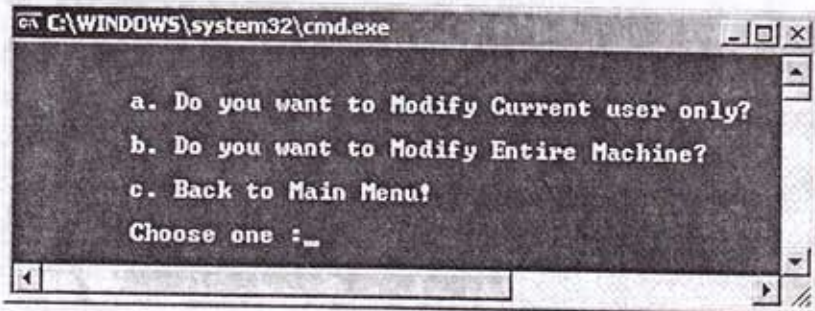 C:\WINDOWS\system32\cmd.exe
a. Do you want to Modify Current user only?
b. Do you want to Modify Entire Machine?
c. Back to Main Menu!
Choose one :_